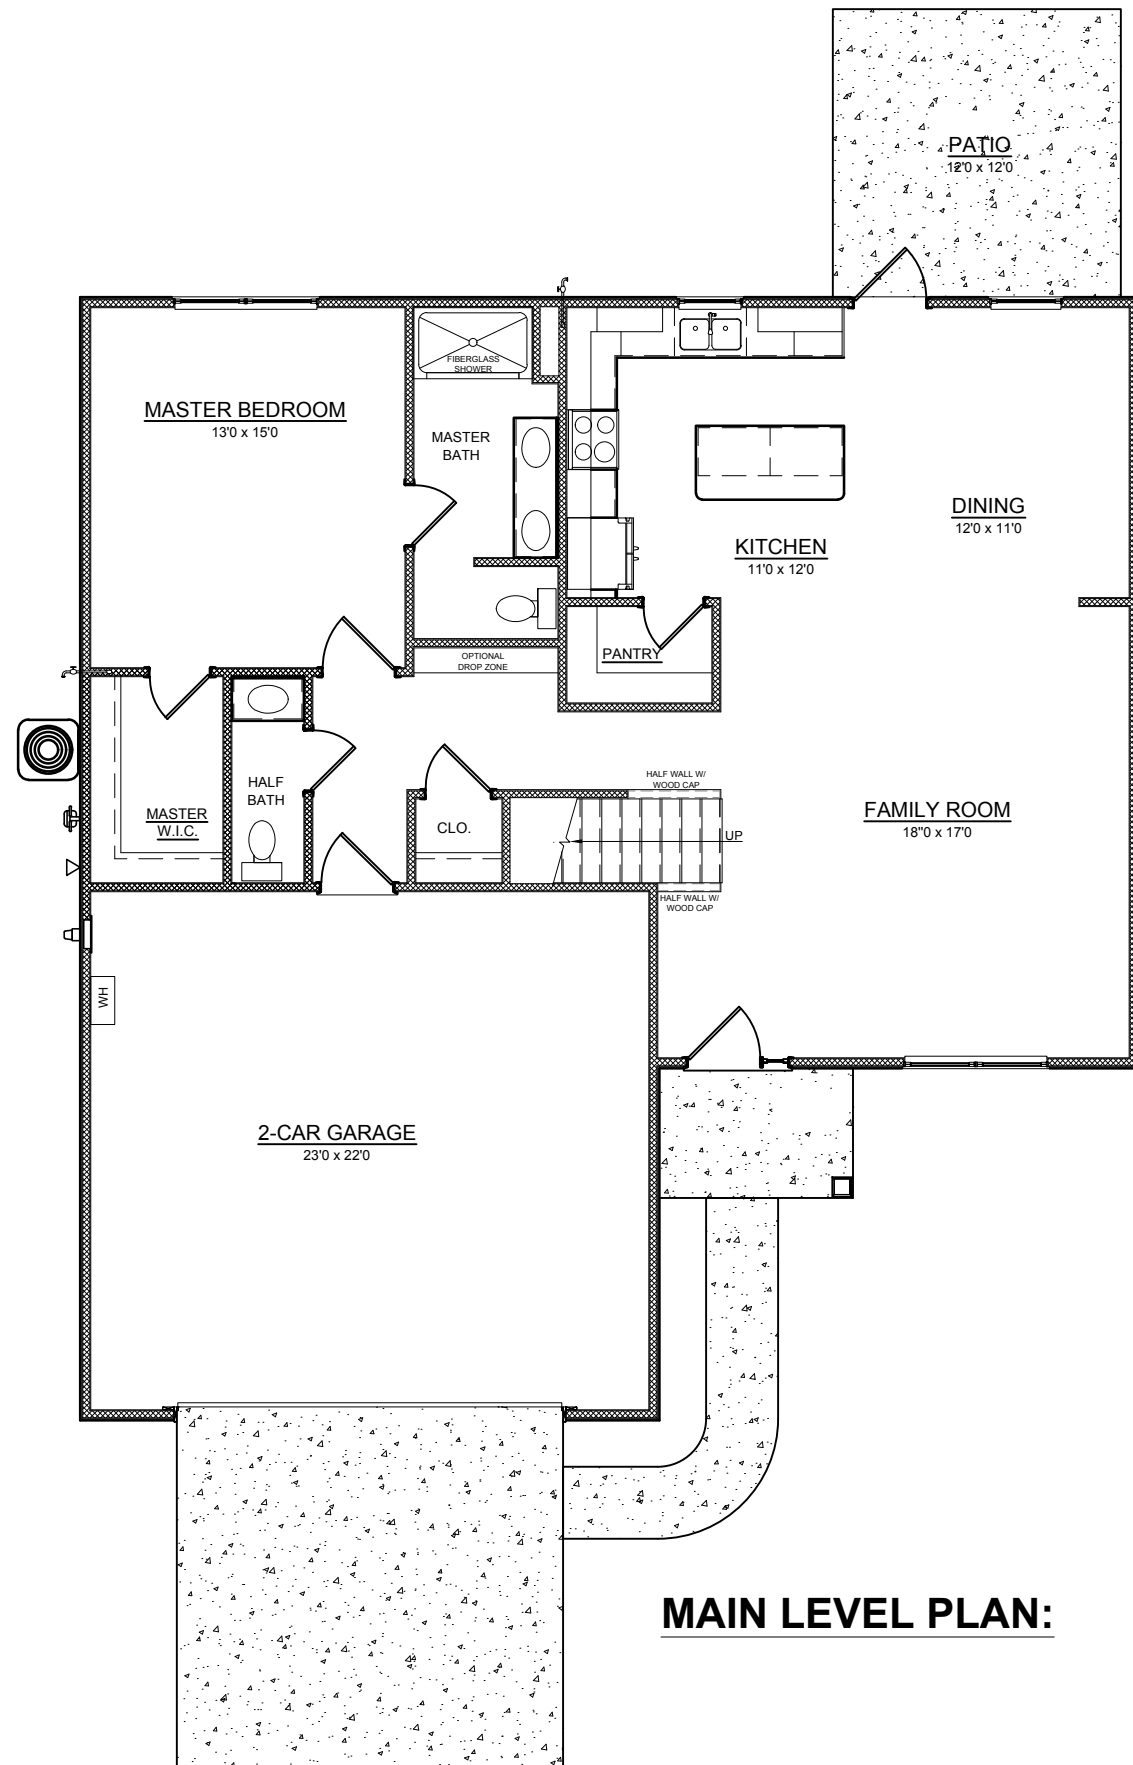 PATIO
12'0 x 12'0
FIBERGLASS
SHOWER
MASTER BEDROOM
13'0 x 15'0
MASTER
BATH
DINING
12'0 x 11'0
KITCHEN
11'0 x 12'0
OPTIONAL
DROP ZONE
PANTRY
HALF WALL W/
WOOD CAP
HALF
BATH
MASTER
W.I.C.
CLO.
UP
FAMILY ROOM
18"0 x 17'0
HALF WALL W/
WOOD CAP
WH
2-CAR GARAGE
23'0 x 22'0
MAIN LEVEL PLAN: